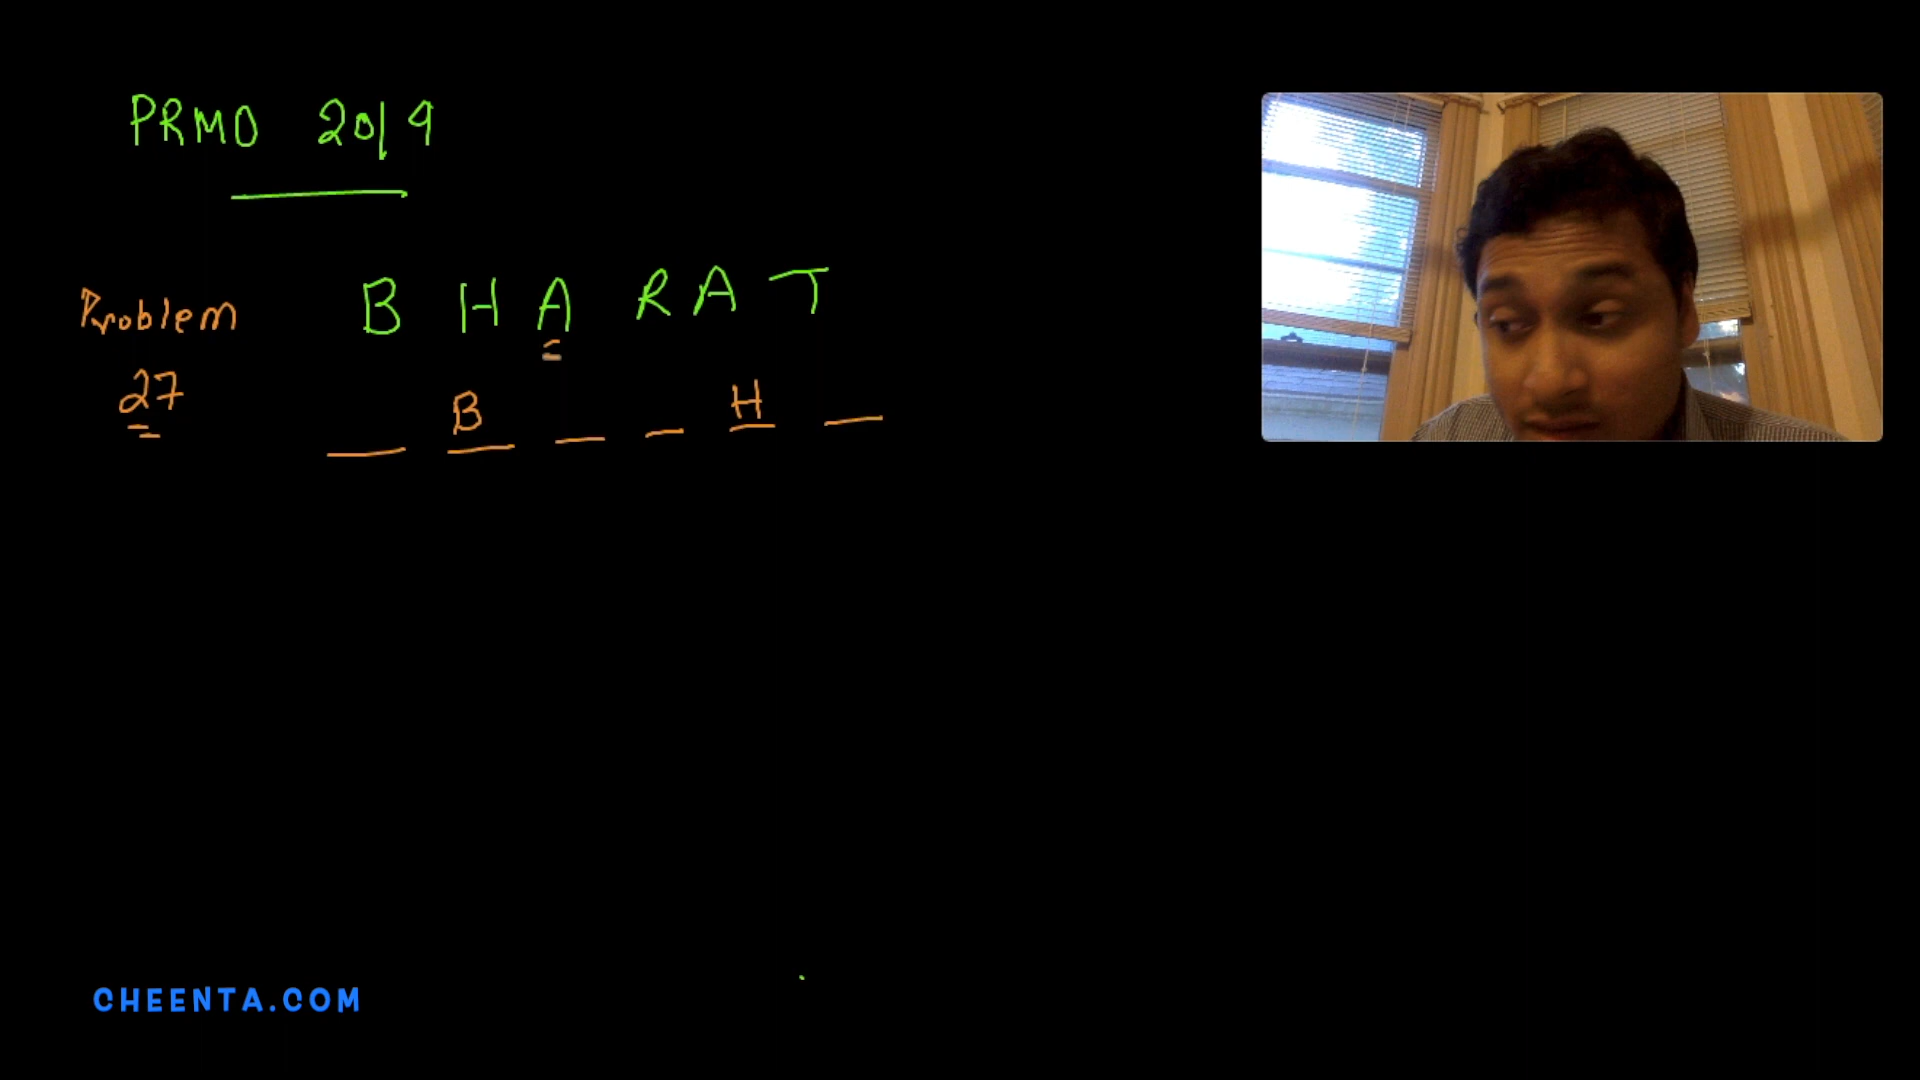 PRMO 2019
Problem
27
B H A R A T
_ B _ _ H _
CHEENTA.COM